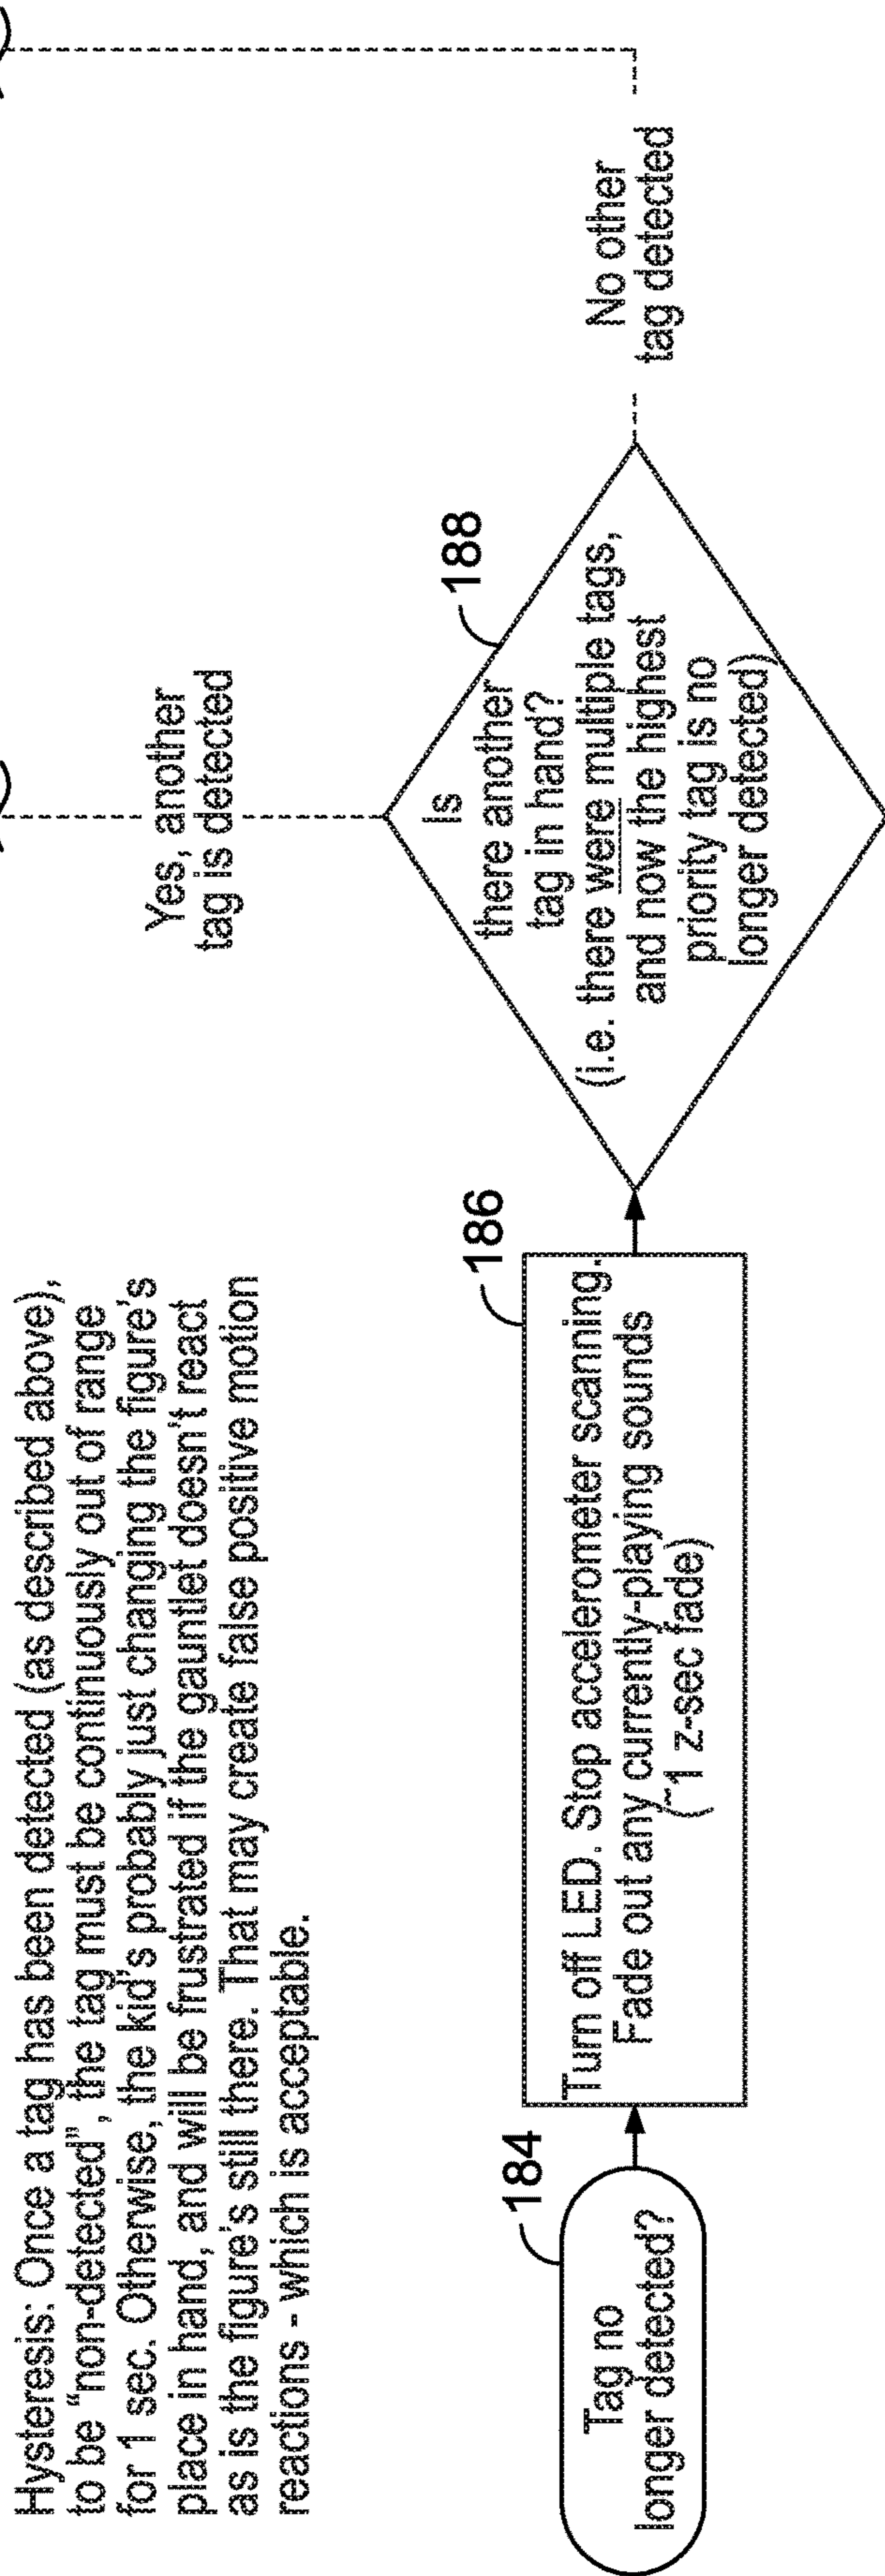 Hysteresis: Once a tag has been detected (as described above),
to be "non-detected", the tag must be continuously out of range
for 1 sec. Otherwise, the kid's probably just changing the figure's
place in hand, and will be frustrated if the gauntlet doesn't react
as is the figure's still there. That may create false positive motion
reactions - which is acceptable.
184
Tag no
longer detected?
186
Turn off LED. Stop accelerometer scanning.
Fade out any currently-playing sounds
(~1 z-sec fade)
188
Is
there another
tag in hand?
(i.e. there were multiple tags,
and now the highest
priority tag is no
longer detected)
Yes, another
tag is detected
No other
tag detected